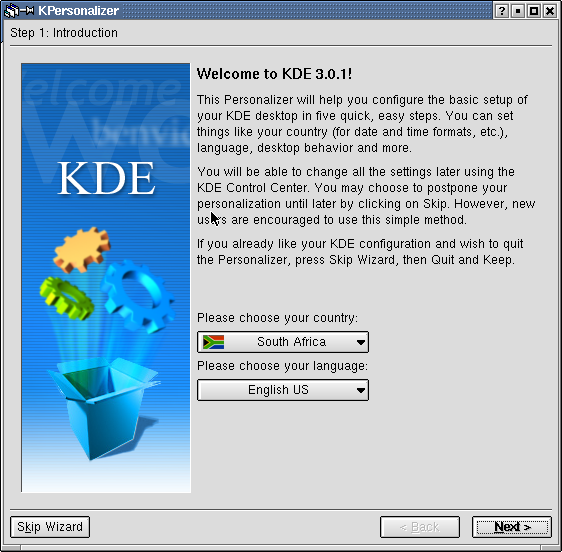 KPersonalizer
Step 1: Introduction
Welcome
KDE
Welcome to KDE 3.0.1!
This Personalizer will help you configure the basic setup of
your KDE desktop in five quick, easy steps. You can set
things like your country (for date and time formats, etc.),
language, desktop behavior and more.
You will be able to change all the settings later using the
KDE Control Center. You may choose to postpone your
personalization until later by clicking on Skip. However, new
users are encouraged to use this simple method.
If you already like your KDE configuration and wish to quit
the Personalizer, press Skip Wizard, then Quit and Keep.
Please choose your country:
South Africa
Please choose your language:
English US
Skip Wizard
< Back
Next >